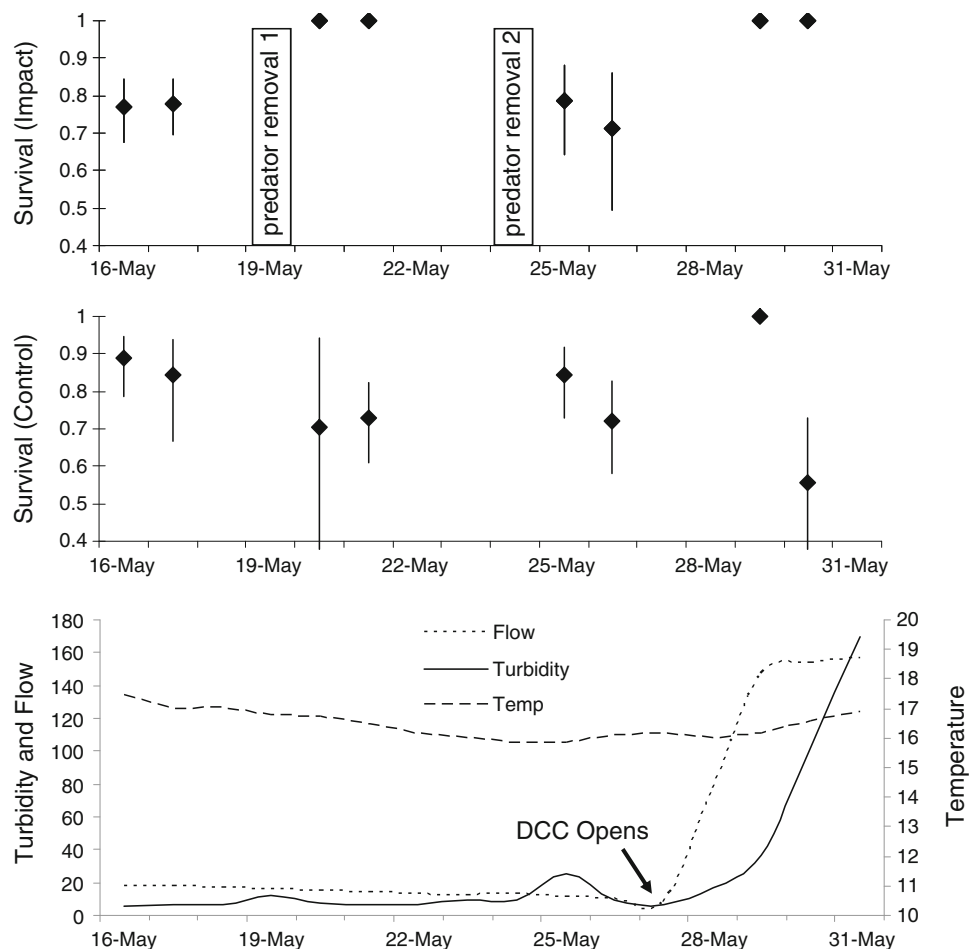 Survival (Impact)
1
0.9
0.8
0.7
0.6
0.5
0.4
predator removal 1
predator removal 2
16-May 19-May 22-May 25-May 28-May 31-May
Survival (Control)
1
0.9
0.8
0.7
0.6
0.5
0.4
16-May 19-May 22-May 25-May 28-May 31-May
Turbidity and Flow
180
160
140
120
100
80
60
40
20
0
Flow
Turbidity
Temp
DCC Opens
20
19
18
17
16
15
14
13
12
11
10
Temperature
16-May 19-May 22-May 25-May 28-May 31-May